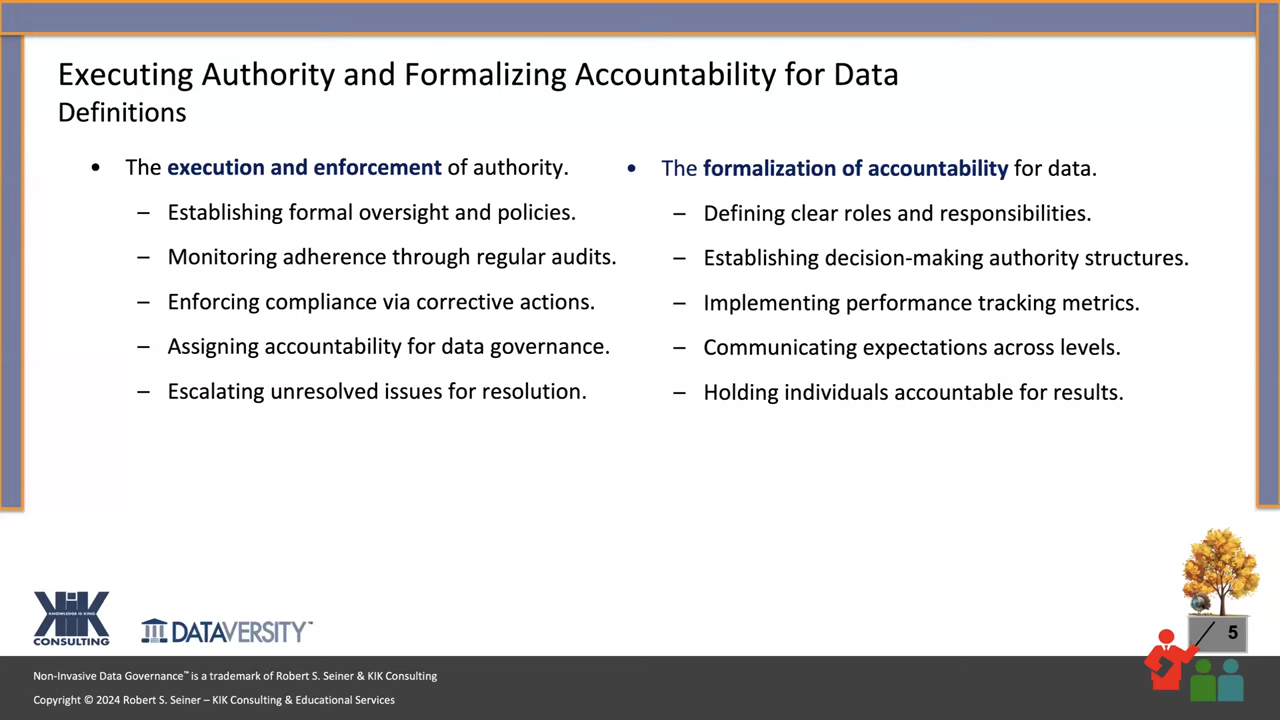 Executing Authority and Formalizing Accountability for Data
Definitions
• The execution and enforcement of authority.
– Establishing formal oversight and policies.
– Monitoring adherence through regular audits.
– Enforcing compliance via corrective actions.
– Assigning accountability for data governance.
– Escalating unresolved issues for resolution.
• The formalization of accountability for data.
– Defining clear roles and responsibilities.
– Establishing decision-making authority structures.
– Implementing performance tracking metrics.
– Communicating expectations across levels.
– Holding individuals accountable for results.
KIK
KNOWLEDGE IS KING
CONSULTING
DATAVERSITY™
5
Non-Invasive Data Governance™ is a trademark of Robert S. Seiner & KIK Consulting
Copyright © 2024 Robert S. Seiner – KIK Consulting & Educational Services